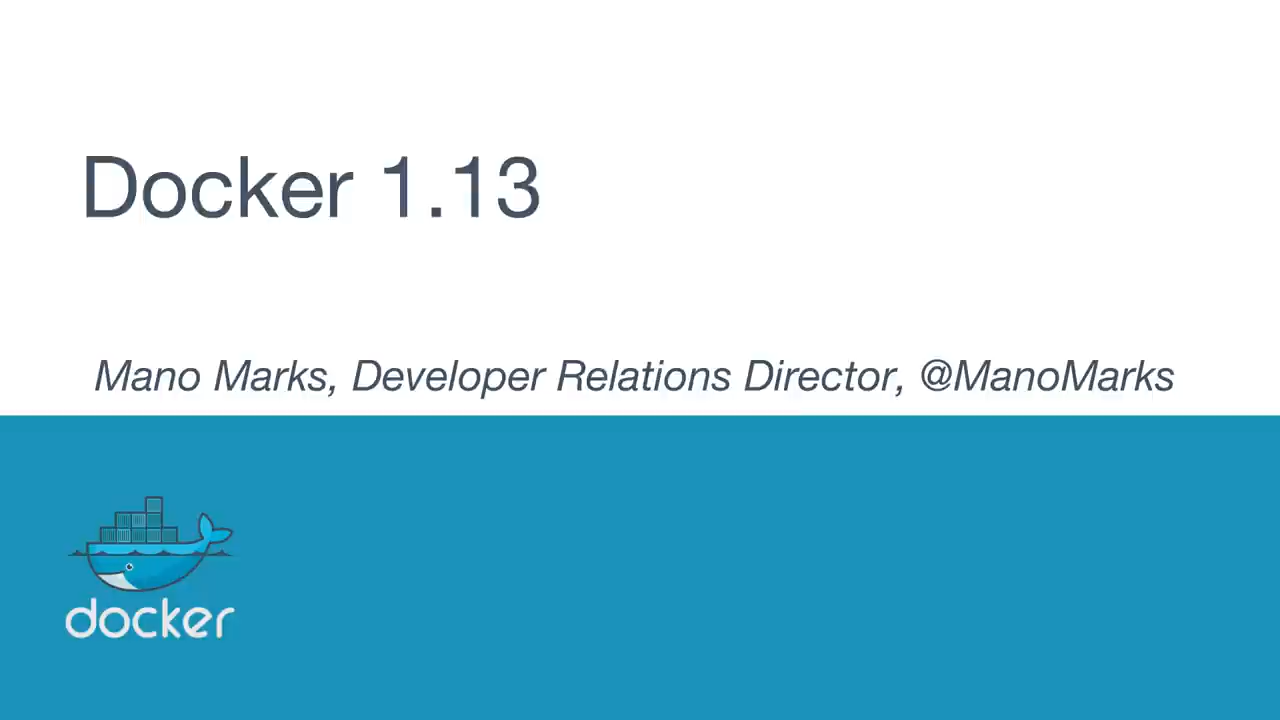 Docker 1.13
Mano Marks, Developer Relations Director, @ManoMarks
docker